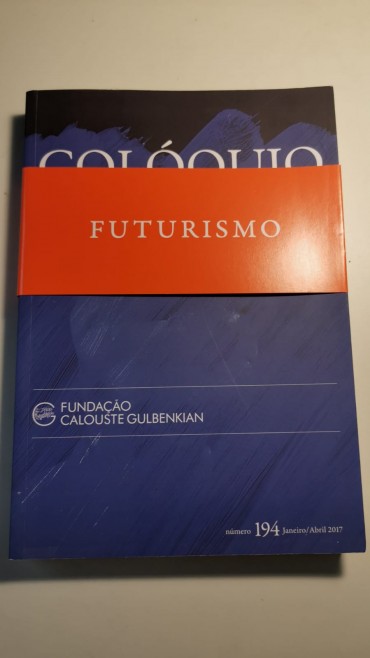 COLÓQUIO
FUTURISMO
FUNDAÇÃO
CALOUSTE GULBENKIAN
número 194 Janeiro/Abril 2017